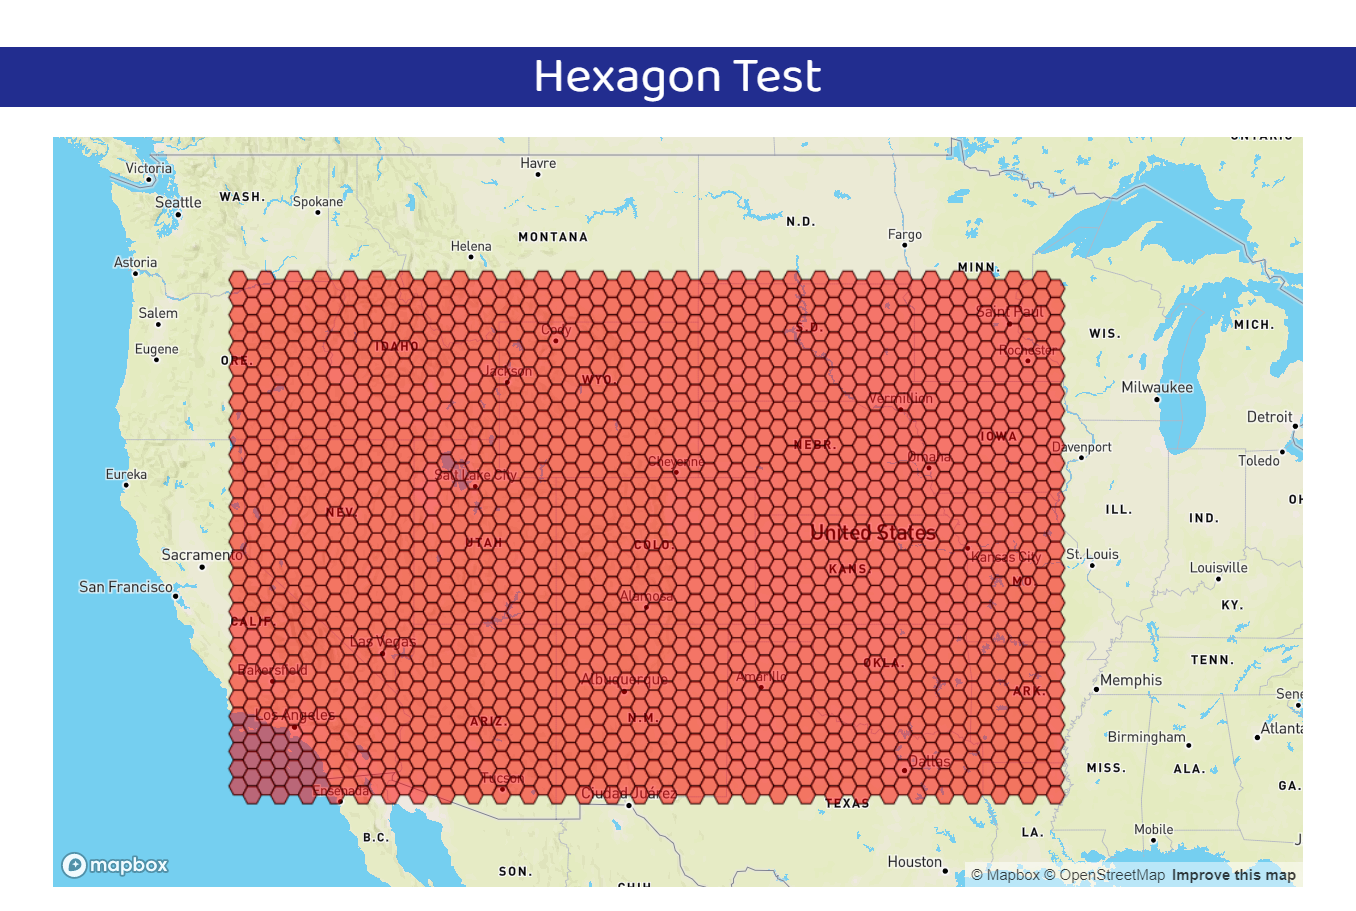 Hexagon Test
ONTARIO
Victoria
Havre
WASH.
Spokane
Seattle
N.D.
MONTANA
Fargo
Helena
Astoria
MINN.
Salem
Saint Paul
MICH.
Cody
S.D.
WIS.
Eugene
IDAHO
Rochester
ORE.
Jackson
WYO.
Milwaukee
Vermillion
Detroit
IOWA
NEBR.
Davenport
Omaha
Toledo
Cheyenne
Eureka
Salt Lake City
OH
ILL.
NEV.
IND.
United States
UTAH
COLO.
Sacramento
Kansas City
St. Louis
KANS.
Louisville
MO.
San Francisco
Alamosa
KY.
CALIF.
Las Vegas
TENN.
OKLA.
Bakersfield
Amarillo
Albuquerque
Memphis
ARK.
Sene
Los Angeles
N.M.
ARIZ.
Atlanta
Birmingham
Dallas
MISS.
ALA.
Tucson
GA.
Ensenada
Ciudad Juárez
TEXAS
Mobile
LA.
B.C.
J
Houston
mapbox
SON.
© Mapbox © OpenStreetMap Improve this map
CHIH